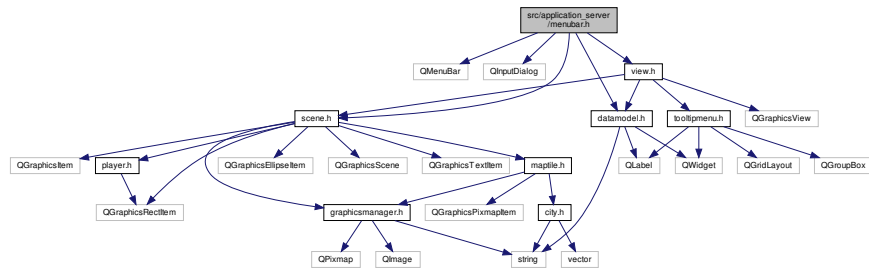 src/application_server
/menubar.h
QMenuBar
QInputDialog
view.h
scene.h
datamodel.h
tooltipmenu.h
QGraphicsView
QGraphicsItem
player.h
QGraphicsEllipseItem
QGraphicsScene
QGraphicsTextItem
maptile.h
QLabel
QWidget
QGridLayout
QGroupBox
QGraphicsRectItem
graphicsmanager.h
QGraphicsPixmapItem
city.h
QPixmap
QImage
string
vector